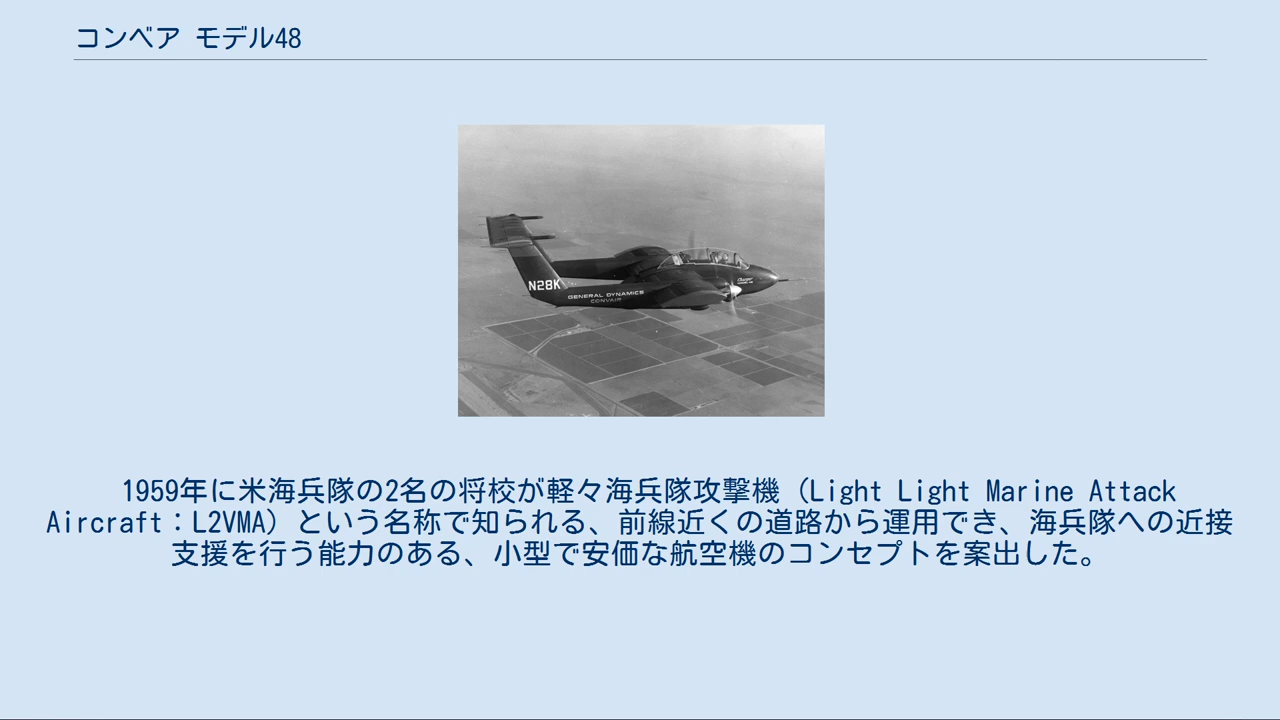 コンベア モデル48
N28K
GENERAL DYNAMICS
CONVAIR
1959年に米海兵隊の2名の将校が軽々海兵隊攻撃機（Light Light Marine Attack
Aircraft：L2VMA）という名称で知られる、前線近くの道路から運用でき、海兵隊への近接
支援を行う能力のある、小型で安価な航空機のコンセプトを案出した。